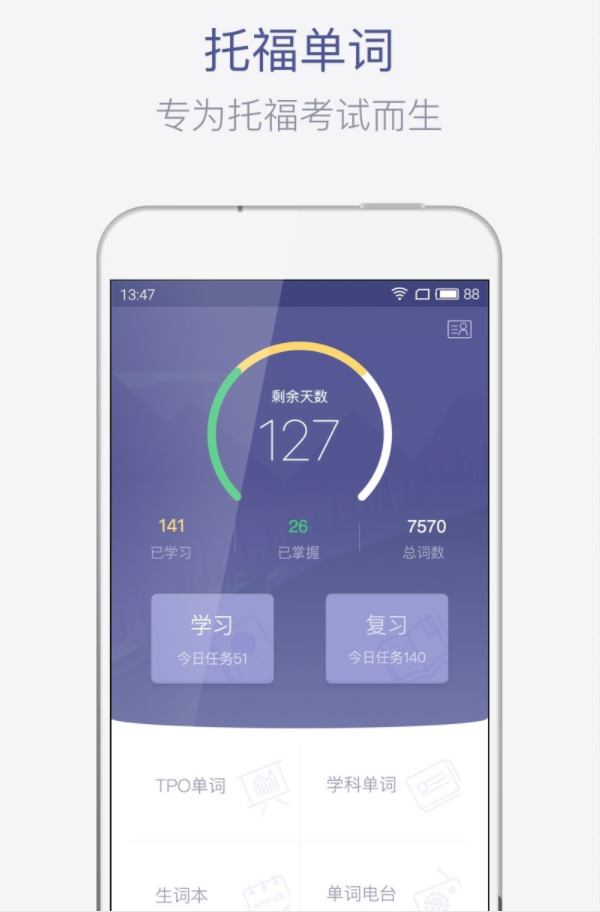 托福单词
专为托福考试而生
13:47 88
剩余天数
127
141 26 7570
已学习 已掌握 总词数
学习 复习
今日任务51 今日任务140
TPO单词 学科单词
生词本 words 单词电台